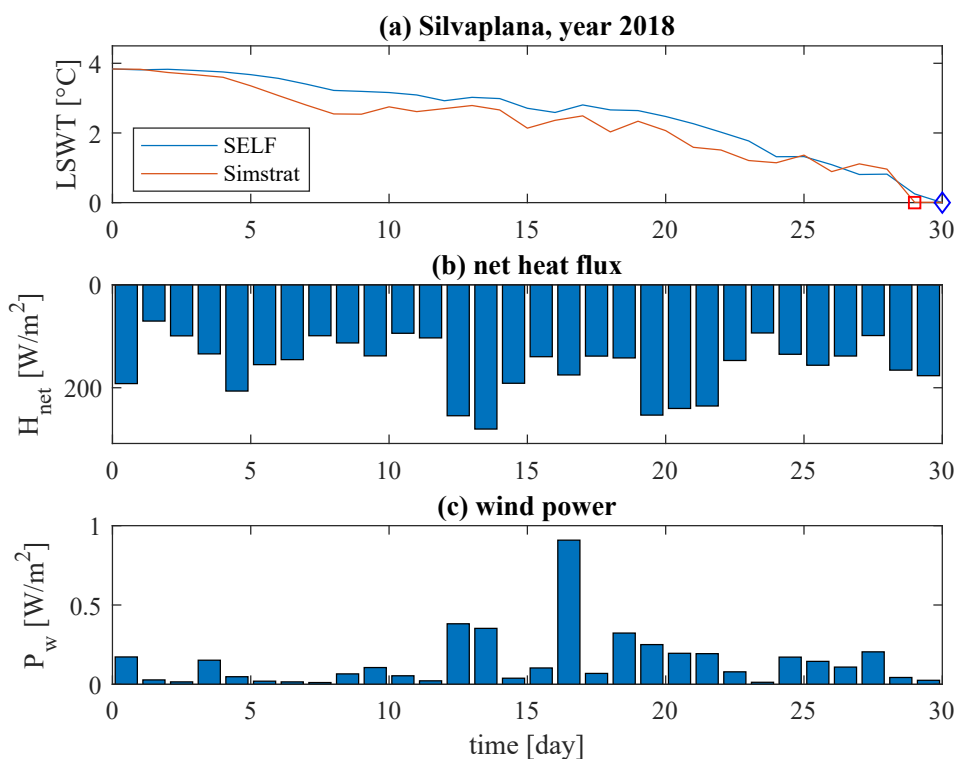 (a) Silvaplana, year 2018
LSWT [°C]
4
2
0
SELF
Simstrat
0 5 10 15 20 25 30
(b) net heat flux
H_net [W/m²]
0
200
0 5 10 15 20 25 30
(c) wind power
P_w [W/m²]
1
0.5
0
0 5 10 15 20 25 30
time [day]